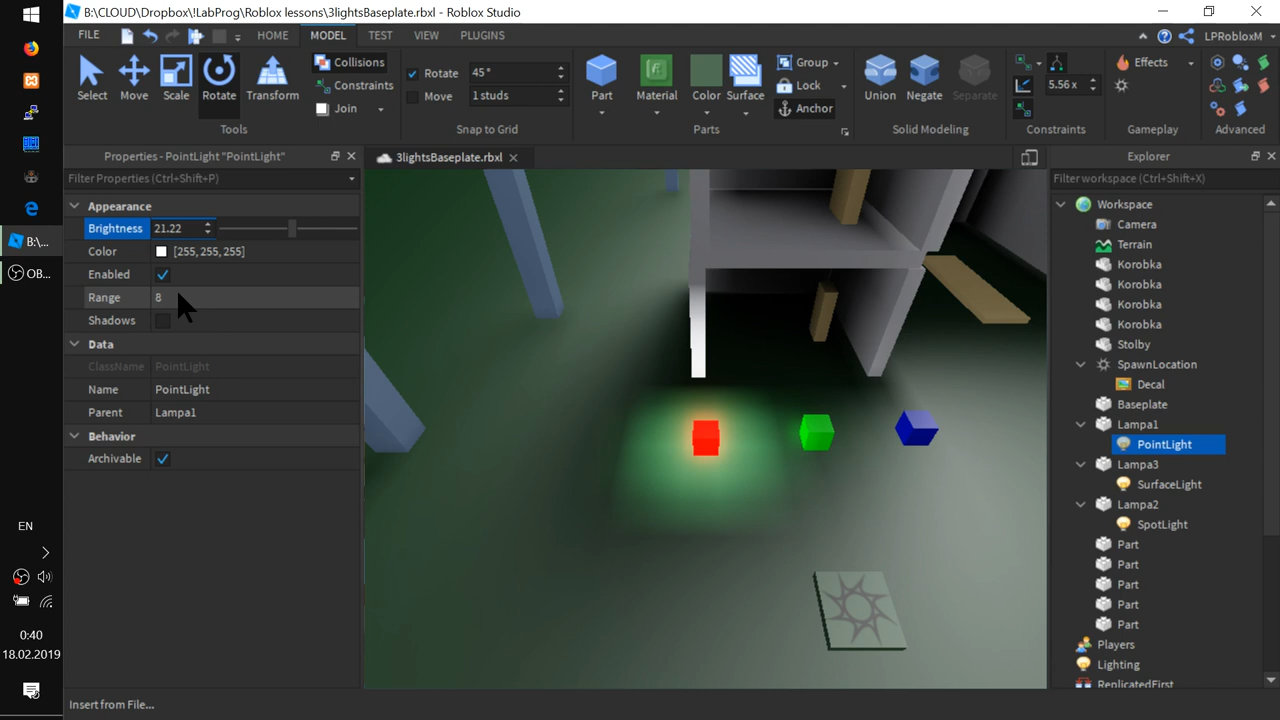 B:\CLOUD\Dropbox\!LabProg\Roblox lessons\3lightsBaseplate.rbxl - Roblox Studio
FILE HOME MODEL TEST VIEW PLUGINS LPRobloxM
Select Move Scale Rotate Transform
Collisions
Constraints
Join
Tools
Rotate 45°
Move 1 studs
Snap to Grid
Part Material Color Surface
Group
Lock
Anchor
Parts
Union Negate Separate
Solid Modeling
5.56 x
Constraints
Effects
Gameplay
Advanced
Properties - PointLight "PointLight"
Filter Properties (Ctrl+Shift+P)
Appearance
Brightness 21.22
Color [255, 255, 255]
Enabled
Range 8
Shadows
Data
ClassName PointLight
Name PointLight
Parent Lampa1
Behavior
Archivable
3lightsBaseplate.rbxl
Explorer
Filter workspace (Ctrl+Shift+X)
Workspace
Camera
Terrain
Korobka
Korobka
Korobka
Korobka
Stolby
SpawnLocation
Decal
Baseplate
Lampa1
PointLight
Lampa3
SurfaceLight
Lampa2
SpotLight
Part
Part
Part
Part
Part
Players
Lighting
ReplicatedFirst
B:\...
OB...
EN
0:40
18.02.2019
Insert from File...